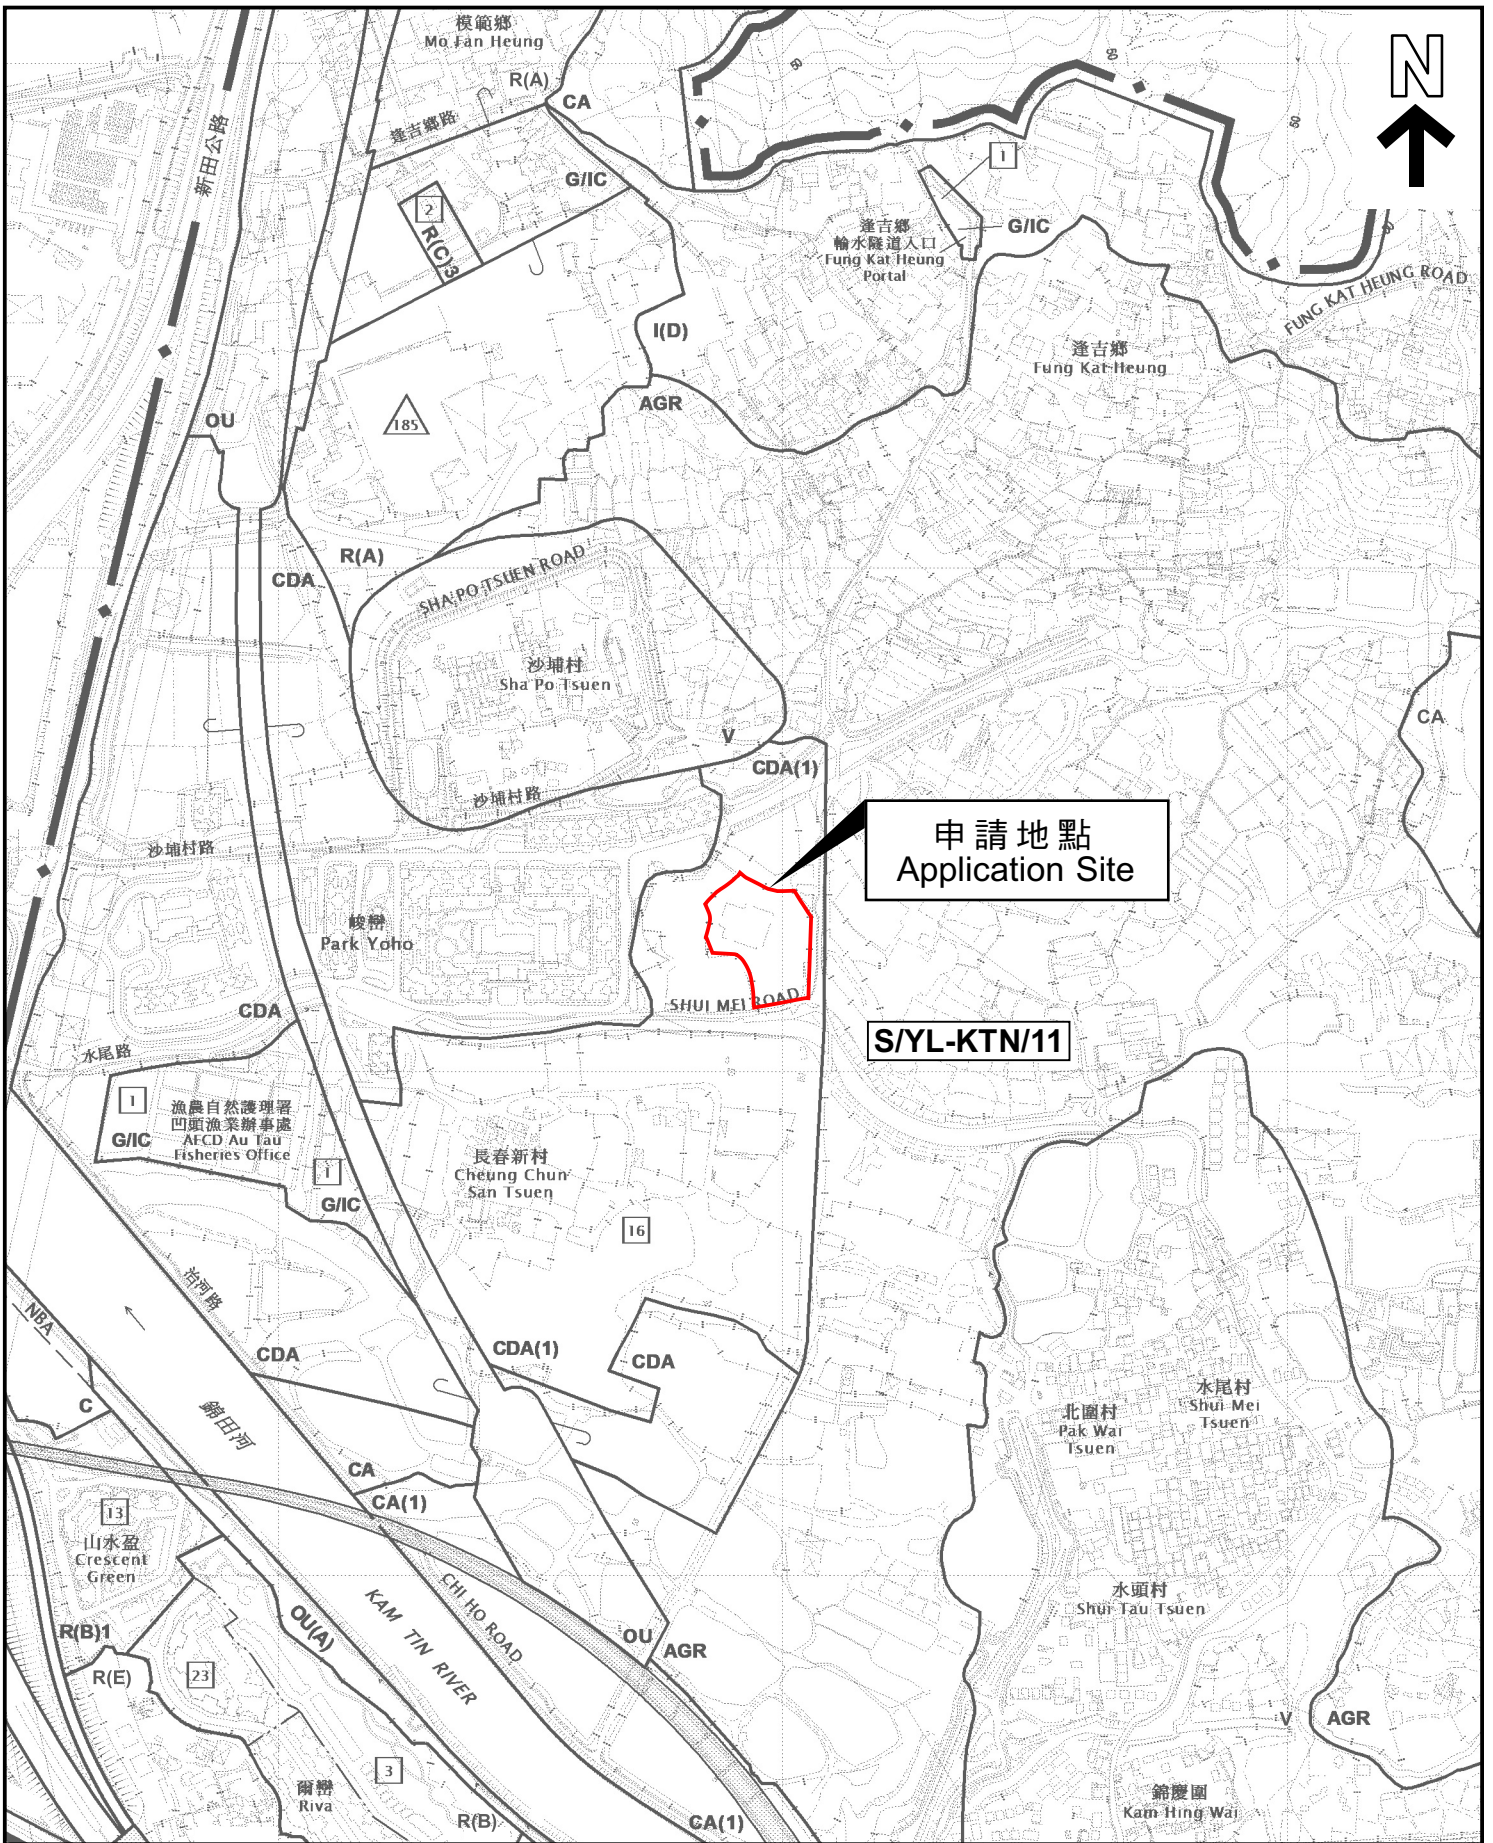 模範鄉
Mo Fan Heung
N
R(A)
CA
50
50
50
50
逢吉鄉路
新田公路
G/IC
1
2
R(C)3
逢吉鄉
輸水隧道入口
Fung Kat Heung
Portal
G/IC
FUNG KAT HEUNG ROAD
I(D)
逢吉鄉
Fung Kat Heung
AGR
OU
185
R(A)
CDA
SHA PO TSUEN ROAD
沙埔村
Sha Po Tsuen
V
CA
CDA(1)
沙埔村路
沙埔村路
申請地點
Application Site
峻巒
Park Yoho
SHUI MEI ROAD
CDA
S/YL-KTN/11
水尾路
1
漁農自然護理署
凹頭漁業辦事處
AFCD Au Tau
Fisheries Office
G/IC
1
G/IC
長春新村
Cheung Chun
San Tsuen
16
治河路
NBA
CDA
CDA(1)
CDA
C
錦田河
水尾村
Shui Mei
Tsuen
北圍村
Pak Wai
Tsuen
CA
CA(1)
13
山水盈
Crescent
Green
KAM TIN RIVER
CHI HO ROAD
水頭村
Shui Tau Tsuen
R(B)1
OU(A)
OU
AGR
R(E)
23
V
AGR
3
爾巒
Riva
R(B)
CA(1)
錦慶圍
Kam Hing Wai